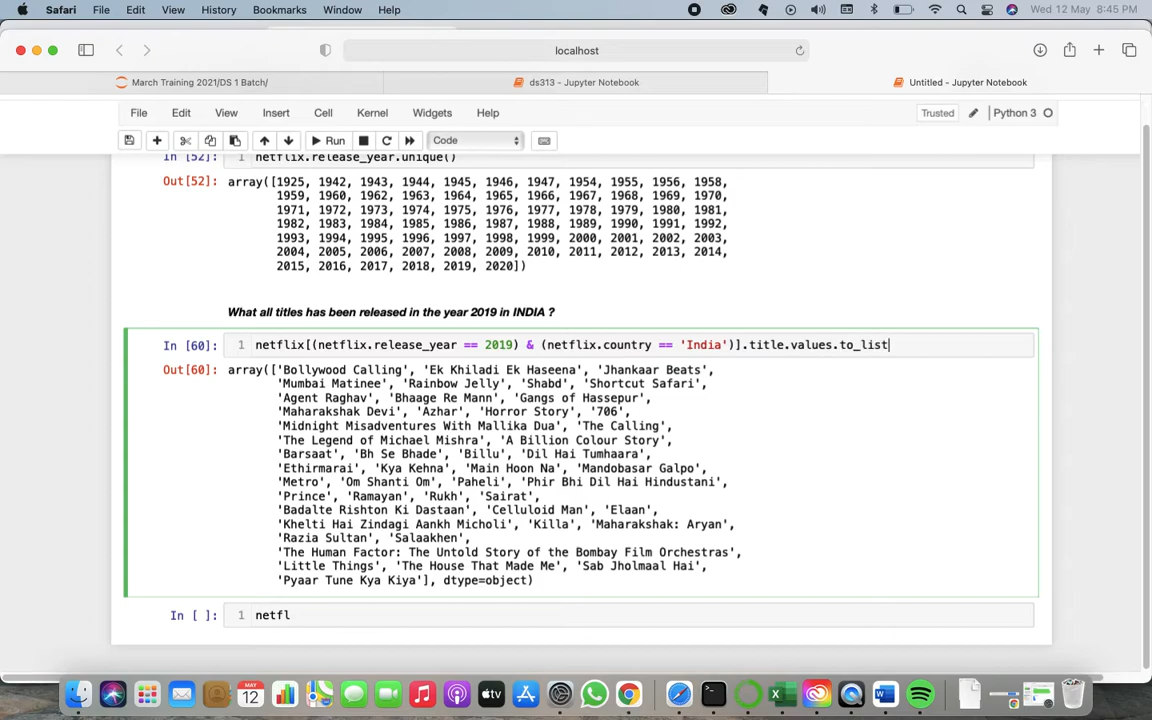 Safari File Edit View History Bookmarks Window Help Wed 12 May 8:45 PM
localhost
March Training 2021/DS 1 Batch/ ds313 - Jupyter Notebook Untitled - Jupyter Notebook
File Edit View Insert Cell Kernel Widgets Help Trusted Python 3
Run Code
In [52]: 1 netflix.release_year.unique()
Out[52]: array([1925, 1942, 1943, 1944, 1945, 1946, 1947, 1954, 1955, 1956, 1958,
1959, 1960, 1962, 1963, 1964, 1965, 1966, 1967, 1968, 1969, 1970,
1971, 1972, 1973, 1974, 1975, 1976, 1977, 1978, 1979, 1980, 1981,
1982, 1983, 1984, 1985, 1986, 1987, 1988, 1989, 1990, 1991, 1992,
1993, 1994, 1995, 1996, 1997, 1998, 1999, 2000, 2001, 2002, 2003,
2004, 2005, 2006, 2007, 2008, 2009, 2010, 2011, 2012, 2013, 2014,
2015, 2016, 2017, 2018, 2019, 2020])
What all titles has been released in the year 2019 in INDIA ?
In [60]: 1 netflix[(netflix.release_year == 2019) & (netflix.country == 'India')].title.values.to_list
Out[60]: array(['Bollywood Calling', 'Ek Khiladi Ek Haseena', 'Jhankaar Beats',
'Mumbai Matinee', 'Rainbow Jelly', 'Shabd', 'Shortcut Safari',
'Agent Raghav', 'Bhaage Re Mann', 'Gangs of Hassepur',
'Maharakshak Devi', 'Azhar', 'Horror Story', '706',
'Midnight Misadventures With Mallika Dua', 'The Calling',
'The Legend of Michael Mishra', 'A Billion Colour Story',
'Barsaat', 'Bh Se Bhade', 'Billu', 'Dil Hai Tumhaara',
'Ethirmarai', 'Kya Kehna', 'Main Hoon Na', 'Mandobasar Galpo',
'Metro', 'Om Shanti Om', 'Paheli', 'Phir Bhi Dil Hai Hindustani',
'Prince', 'Ramayan', 'Rukh', 'Sairat',
'Badalte Rishton Ki Dastaan', 'Celluloid Man', 'Elaan',
'Khelti Hai Zindagi Aankh Micholi', 'Killa', 'Maharakshak: Aryan',
'Razia Sultan', 'Salaakhen',
'The Human Factor: The Untold Story of the Bombay Film Orchestras',
'Little Things', 'The House That Made Me', 'Sab Jholmaal Hai',
'Pyaar Tune Kya Kiya'], dtype=object)
In [ ]: 1 netfl
MAY
12
tv